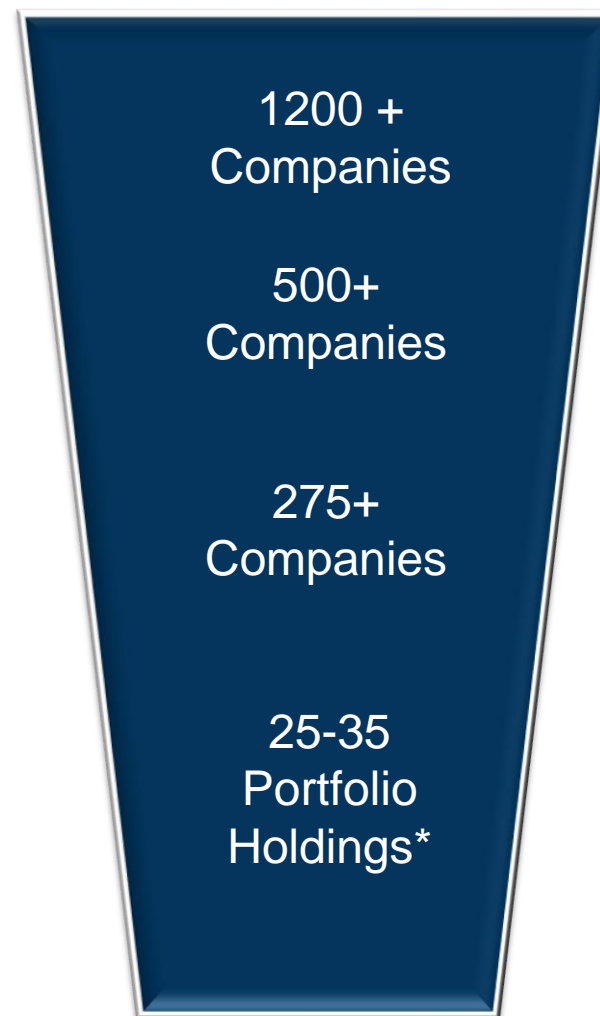 1200 +
Companies
500+
Companies
275+
Companies
25-35
Portfolio
Holdings*